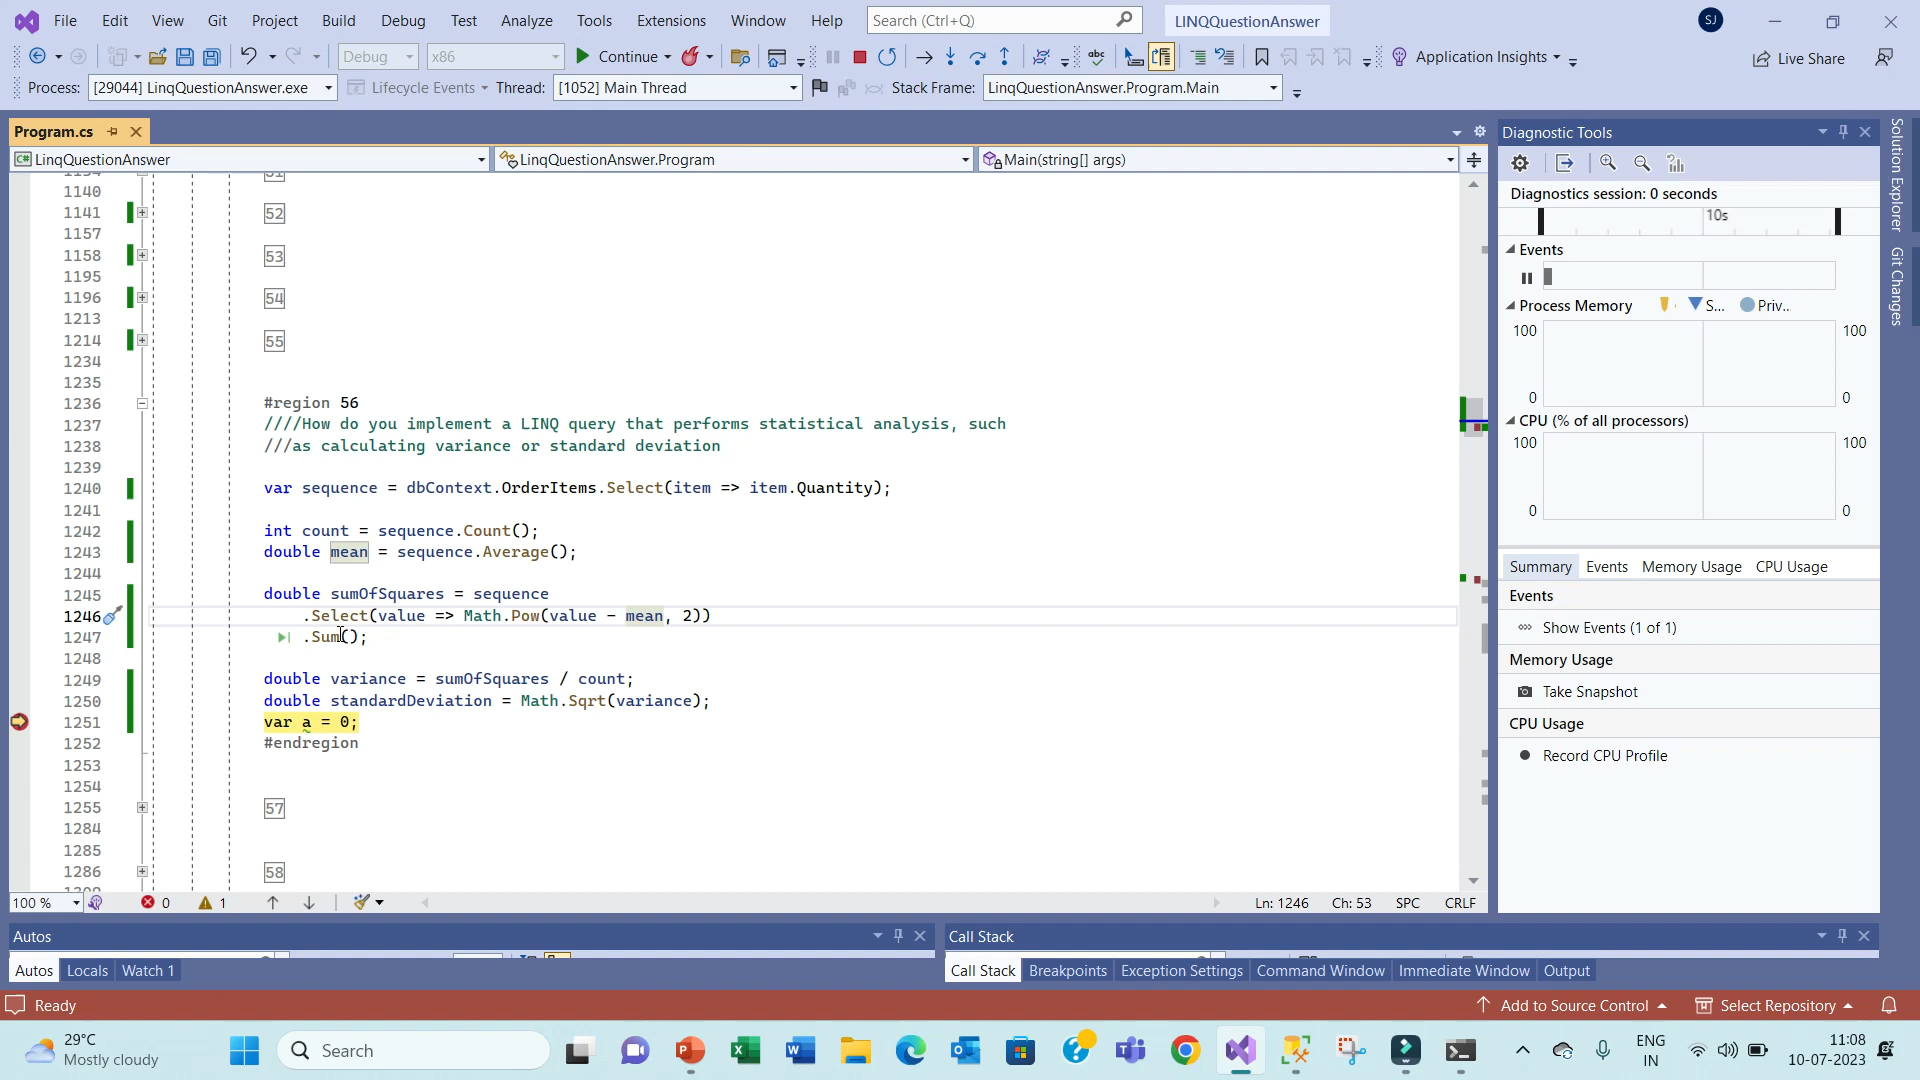 File Edit View Git Project Build Debug Test Analyze Tools Extensions Window Help Search (Ctrl+Q) LINQQuestionAnswer SJ
Debug x86 Continue Application Insights Live Share
Process: [29044] LinqQuestionAnswer.exe Lifecycle Events Thread: [1052] Main Thread Stack Frame: LinqQuestionAnswer.Program.Main
Program.cs
LinqQuestionAnswer LinqQuestionAnswer.Program Main(string[] args)
1140
1141 52
1157
1158 53
1195
1196 54
1213
1214 55
1234
1235
1236 #region 56
1237 ////How do you implement a LINQ query that performs statistical analysis, such
1238 ///as calculating variance or standard deviation
1239
1240 var sequence = dbContext.OrderItems.Select(item => item.Quantity);
1241
1242 int count = sequence.Count();
1243 double mean = sequence.Average();
1244
1245 double sumOfSquares = sequence
1246 .Select(value => Math.Pow(value - mean, 2))
1247 .Sum();
1248
1249 double variance = sumOfSquares / count;
1250 double standardDeviation = Math.Sqrt(variance);
1251 var a = 0;
1252 #endregion
1253
1254
1255 57
1284
1285
1286 58
100 % 0 1 Ln: 1246 Ch: 53 SPC CRLF
Diagnostic Tools
Diagnostics session: 0 seconds
10s
Events
Process Memory S... Priv..
100 100
0 0
CPU (% of all processors)
100 100
0 0
Summary Events Memory Usage CPU Usage
Events
Show Events (1 of 1)
Memory Usage
Take Snapshot
CPU Usage
Record CPU Profile
Solution Explorer
Git Changes
Autos
Autos Locals Watch 1
Call Stack
Call Stack Breakpoints Exception Settings Command Window Immediate Window Output
Ready Add to Source Control Select Repository
29°C
Mostly cloudy
Search
ENG
IN
11:08
10-07-2023